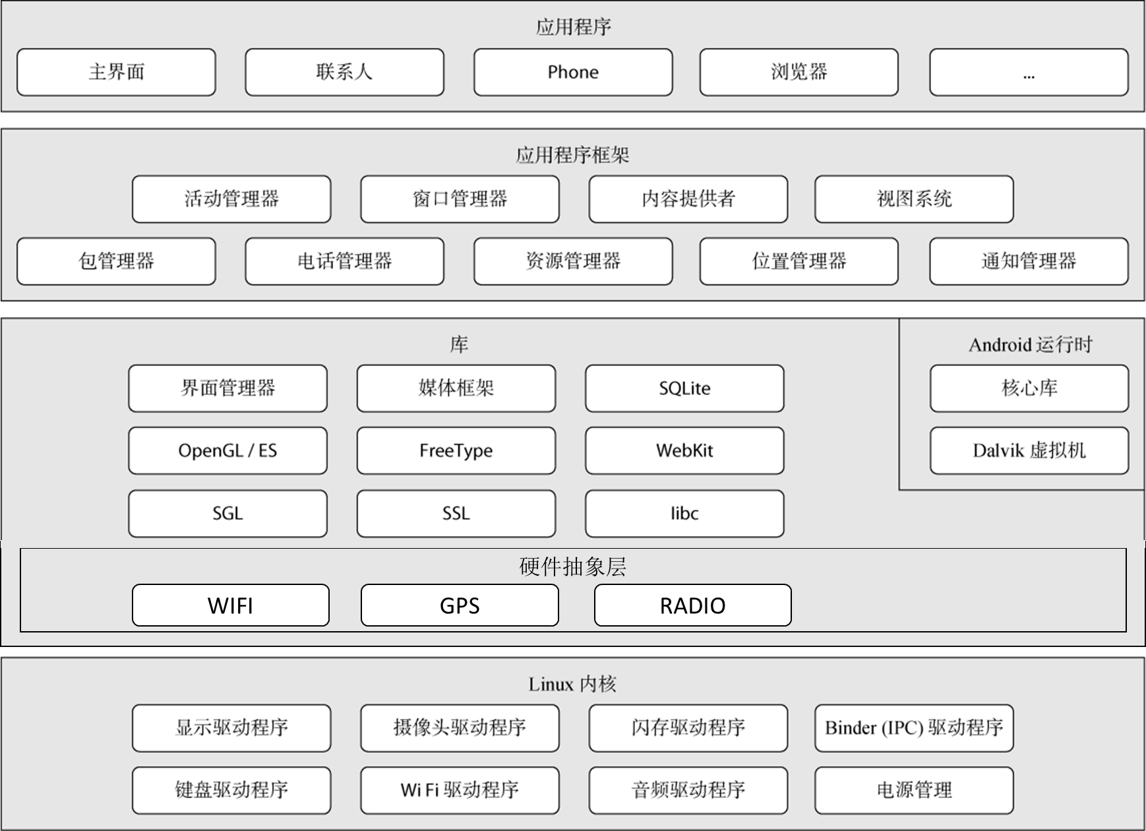 应用程序
主界面 联系人 Phone 浏览器 ...
应用程序框架
活动管理器 窗口管理器 内容提供者 视图系统
包管理器 电话管理器 资源管理器 位置管理器 通知管理器
库
界面管理器 媒体框架 SQLite
OpenGL / ES FreeType WebKit
SGL SSL libc
Android 运行时
核心库
Dalvik 虚拟机
硬件抽象层
WIFI GPS RADIO
Linux 内核
显示驱动程序 摄像头驱动程序 闪存驱动程序 Binder (IPC) 驱动程序
键盘驱动程序 Wi Fi 驱动程序 音频驱动程序 电源管理